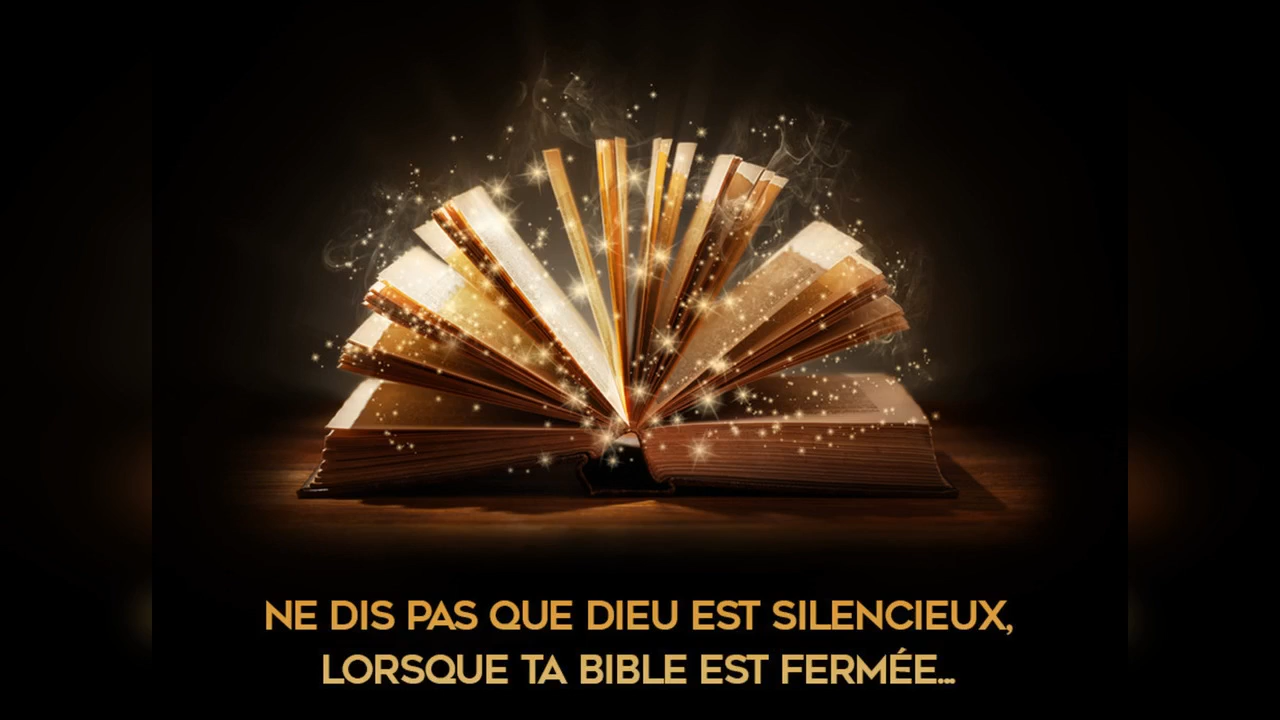 NE DIS PAS QUE DIEU EST SILENCIEUX,
LORSQUE TA BIBLE EST FERMÉE...